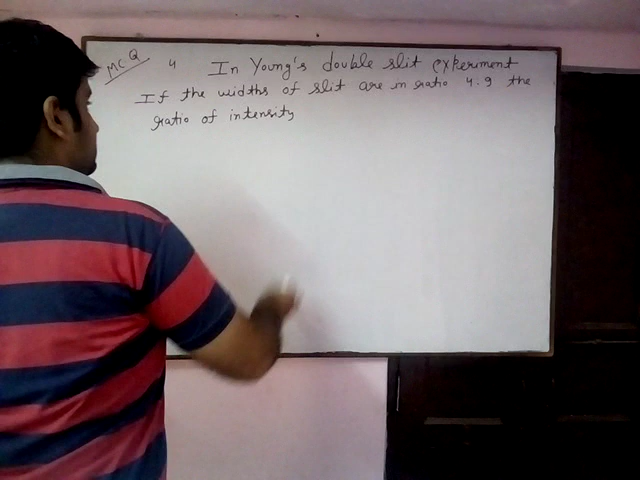 M.C.Q 4 In Young's double slit experiment
If the widths of slit are in ratio 4:9 the
ratio of intensity